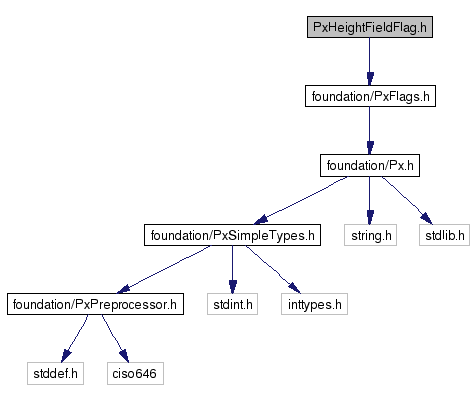 PxHeightFieldFlag.h
foundation/PxFlags.h
foundation/Px.h
foundation/PxSimpleTypes.h
string.h
stdlib.h
foundation/PxPreprocessor.h
stdint.h
inttypes.h
stddef.h
ciso646